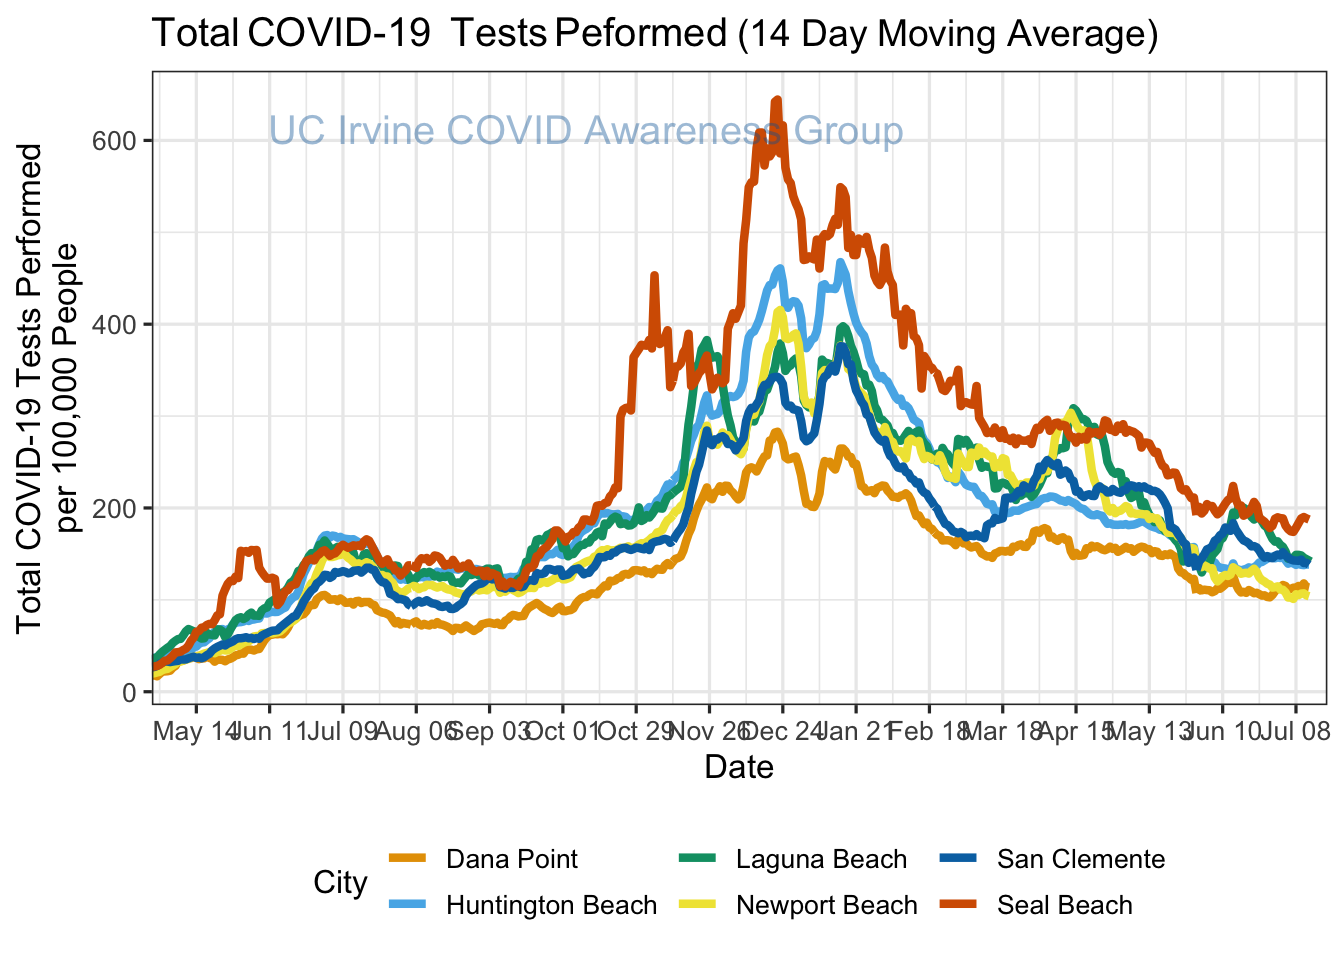 Total COVID-19 Tests Peformed (14 Day Moving Average)
UC Irvine COVID Awareness Group
Total COVID-19 Tests Performed
per 100,000 People
600
400
200
0
May 14 Jun 11 Jul 09 Aug 06 Sep 03 Oct 01 Oct 29 Nov 26 Dec 24 Jan 21 Feb 18 Mar 18 Apr 15 May 13 Jun 10 Jul 08
Date
City
Dana Point Laguna Beach San Clemente
Huntington Beach Newport Beach Seal Beach